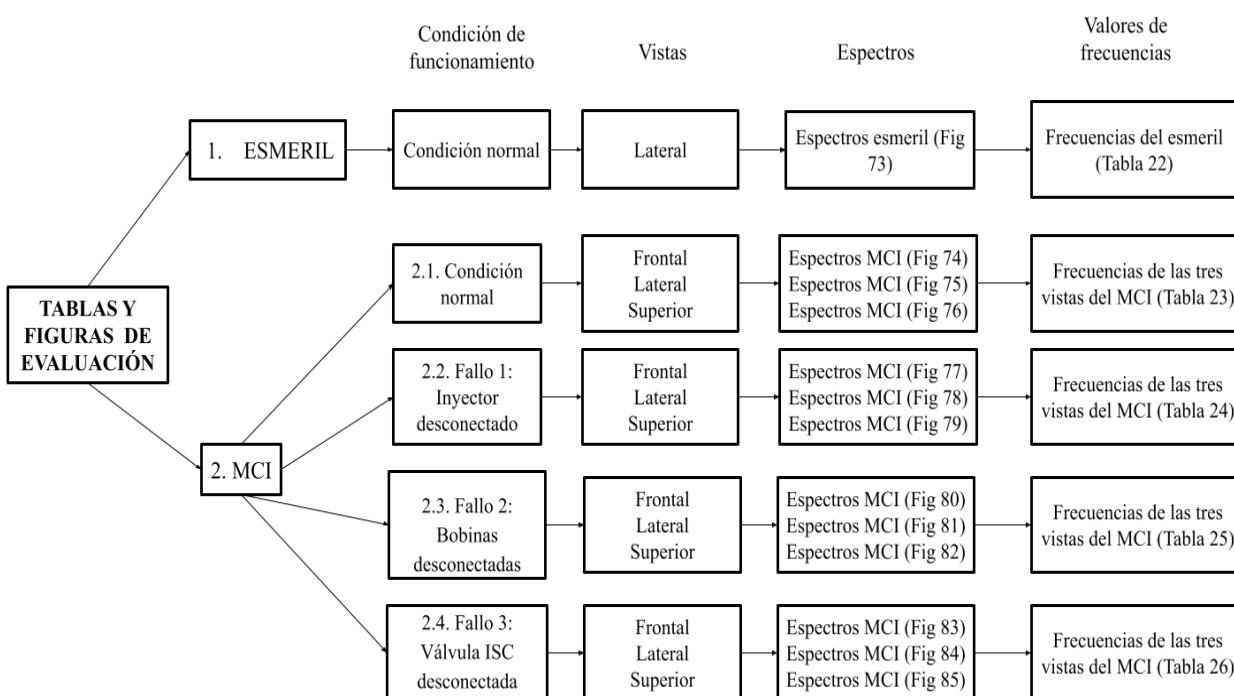 Condición de
funcionamiento
Vistas
Espectros
Valores de
frecuencias
TABLAS Y
FIGURAS DE
EVALUACIÓN
1. ESMERIL
Condición normal
Lateral
Espectros esmeril (Fig
73)
Frecuencias del esmeril
(Tabla 22)
2. MCI
2.1. Condición
normal
Frontal
Lateral
Superior
Espectros MCI (Fig 74)
Espectros MCI (Fig 75)
Espectros MCI (Fig 76)
Frecuencias de las tres
vistas del MCI (Tabla 23)
2.2. Fallo 1:
Inyector
desconectado
Frontal
Lateral
Superior
Espectros MCI (Fig 77)
Espectros MCI (Fig 78)
Espectros MCI (Fig 79)
Frecuencias de las tres
vistas del MCI (Tabla 24)
2.3. Fallo 2:
Bobinas
desconectadas
Frontal
Lateral
Superior
Espectros MCI (Fig 80)
Espectros MCI (Fig 81)
Espectros MCI (Fig 82)
Frecuencias de las tres
vistas del MCI (Tabla 25)
2.4. Fallo 3:
Válvula ISC
desconectada
Frontal
Lateral
Superior
Espectros MCI (Fig 83)
Espectros MCI (Fig 84)
Espectros MCI (Fig 85)
Frecuencias de las tres
vistas del MCI (Tabla 26)